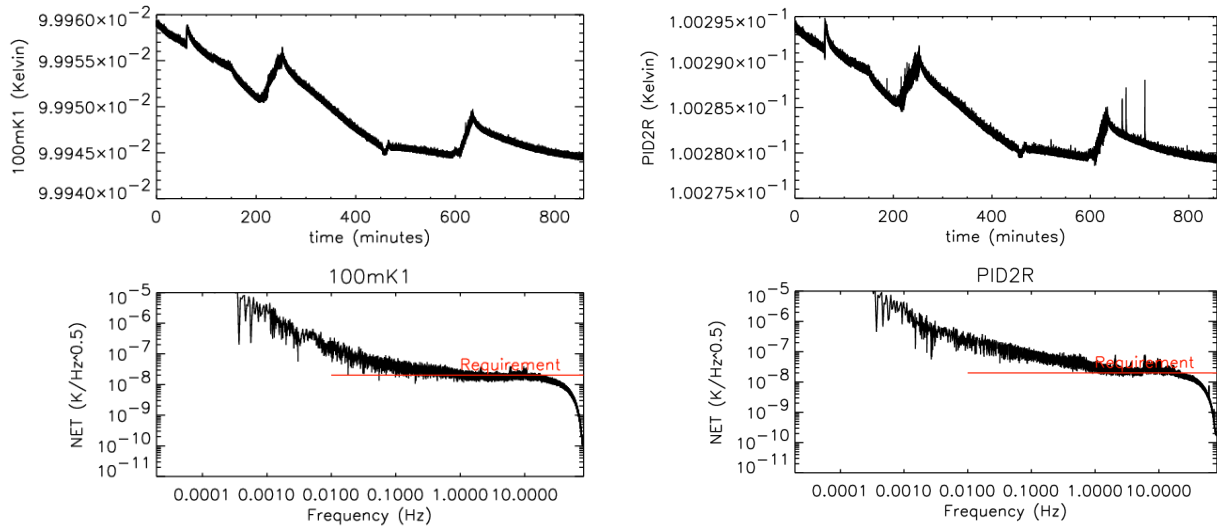 9.9960×10⁻²
9.9955×10⁻²
9.9950×10⁻²
9.9945×10⁻²
9.9940×10⁻²
100mK1 (Kelvin)
0 200 400 600 800
time (minutes)
1.00295×10⁻¹
1.00290×10⁻¹
1.00285×10⁻¹
1.00280×10⁻¹
1.00275×10⁻¹
PID2R (Kelvin)
0 200 400 600 800
time (minutes)
100mK1
10⁻⁵
10⁻⁶
10⁻⁷
10⁻⁸
10⁻⁹
10⁻¹⁰
10⁻¹¹
NET (K/Hz^0.5)
Requirement
0.0001 0.0010 0.0100 0.1000 1.0000 10.0000
Frequency (Hz)
PID2R
10⁻⁵
10⁻⁶
10⁻⁷
10⁻⁸
10⁻⁹
10⁻¹⁰
10⁻¹¹
NET (K/Hz^0.5)
Requirement
0.0001 0.0010 0.0100 0.1000 1.0000 10.0000
Frequency (Hz)